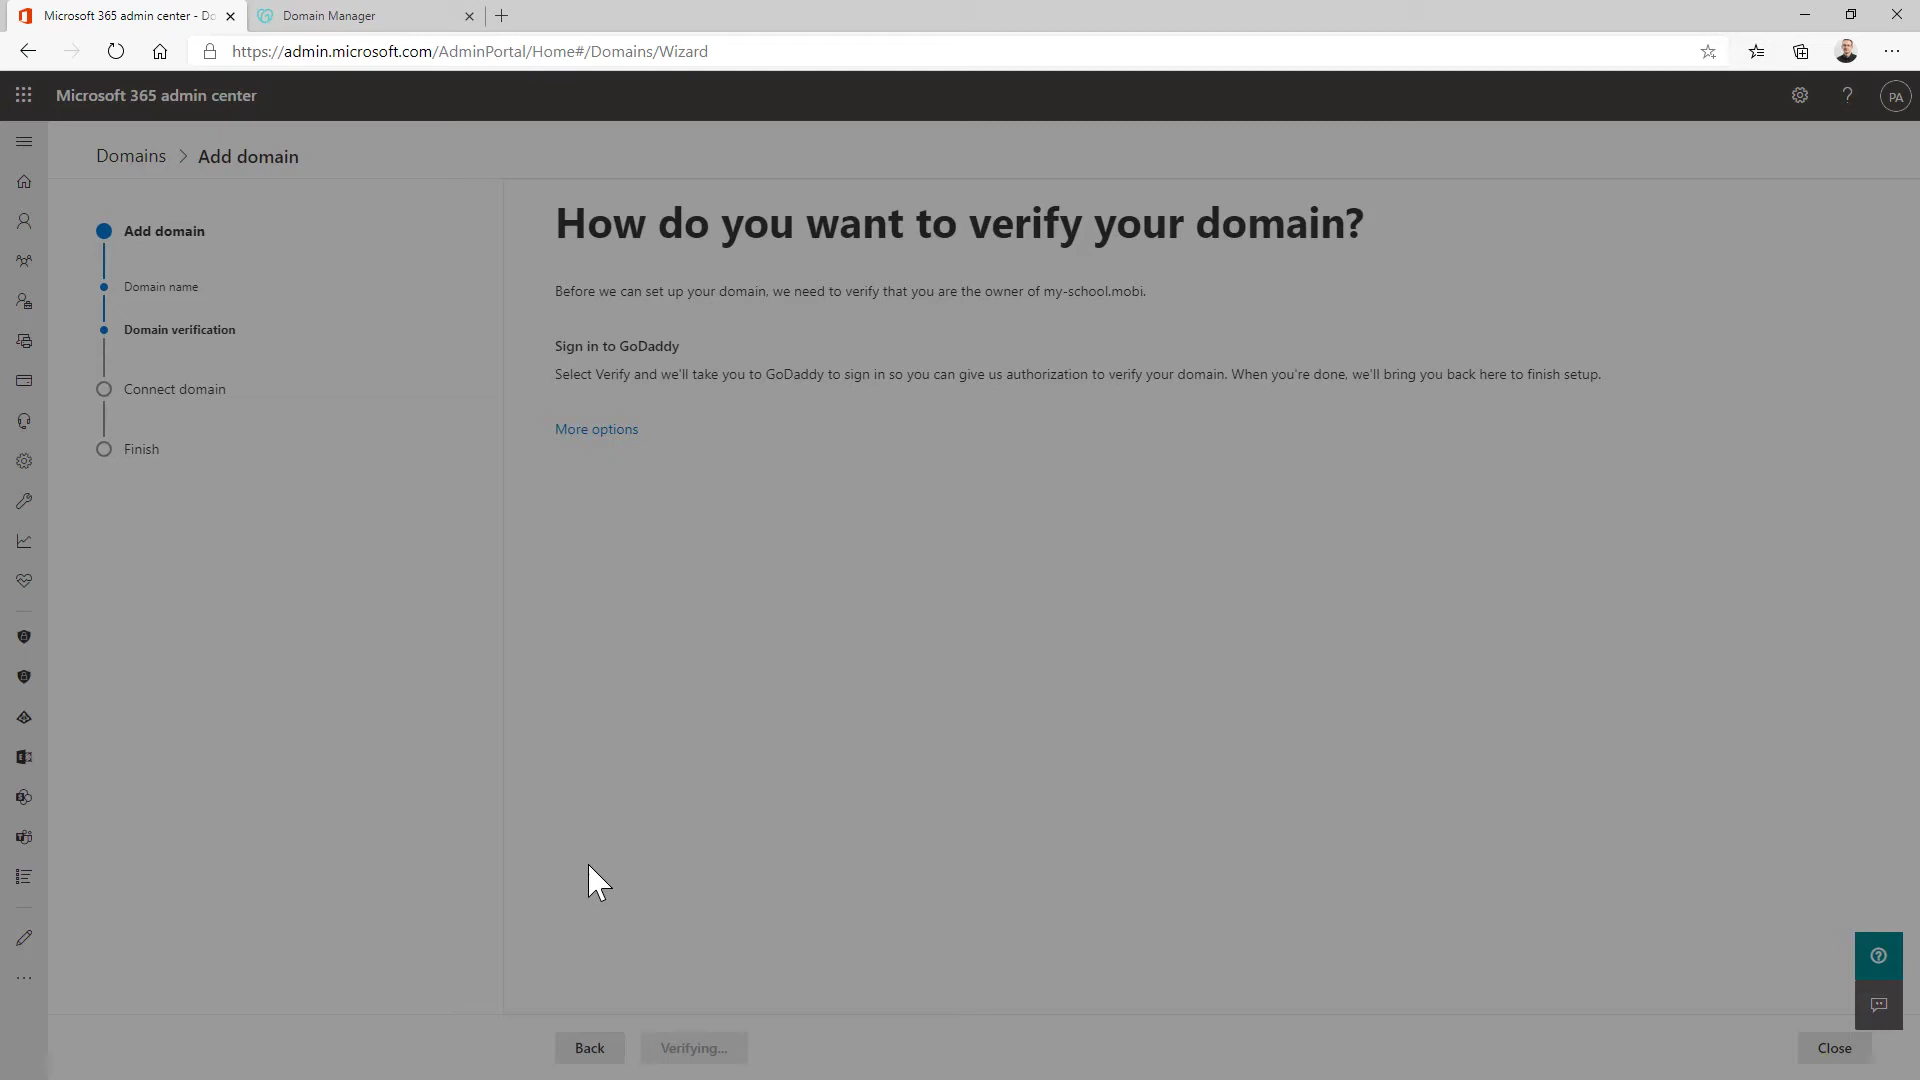 Microsoft 365 admin center - Do
Domain Manager
https://admin.microsoft.com/AdminPortal/Home#/Domains/Wizard
Microsoft 365 admin center
PA
Domains > Add domain
Add domain
Domain name
Domain verification
Connect domain
Finish
How do you want to verify your domain?
Before we can set up your domain, we need to verify that you are the owner of my-school.mobi.
Sign in to GoDaddy
Select Verify and we'll take you to GoDaddy to sign in so you can give us authorization to verify your domain. When you're done, we'll bring you back here to finish setup.
More options
Back
Verifying...
Close